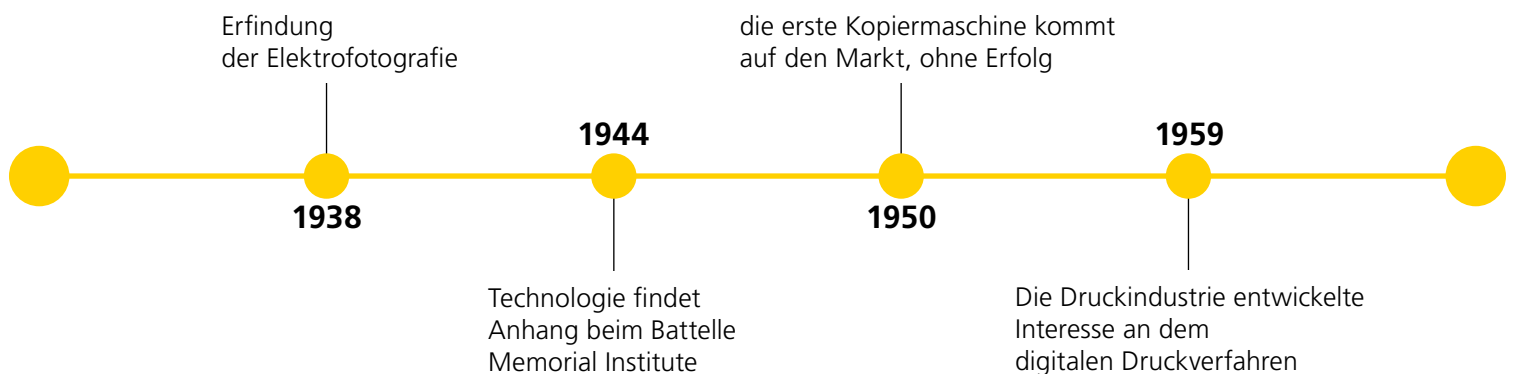 Erfindung
der Elektrofotografie
1938
1944
Technologie findet
Anhang beim Battelle
Memorial Institute
die erste Kopiermaschine kommt
auf den Markt, ohne Erfolg
1950
1959
Die Druckindustrie entwickelte
Interesse an dem
digitalen Druckverfahren